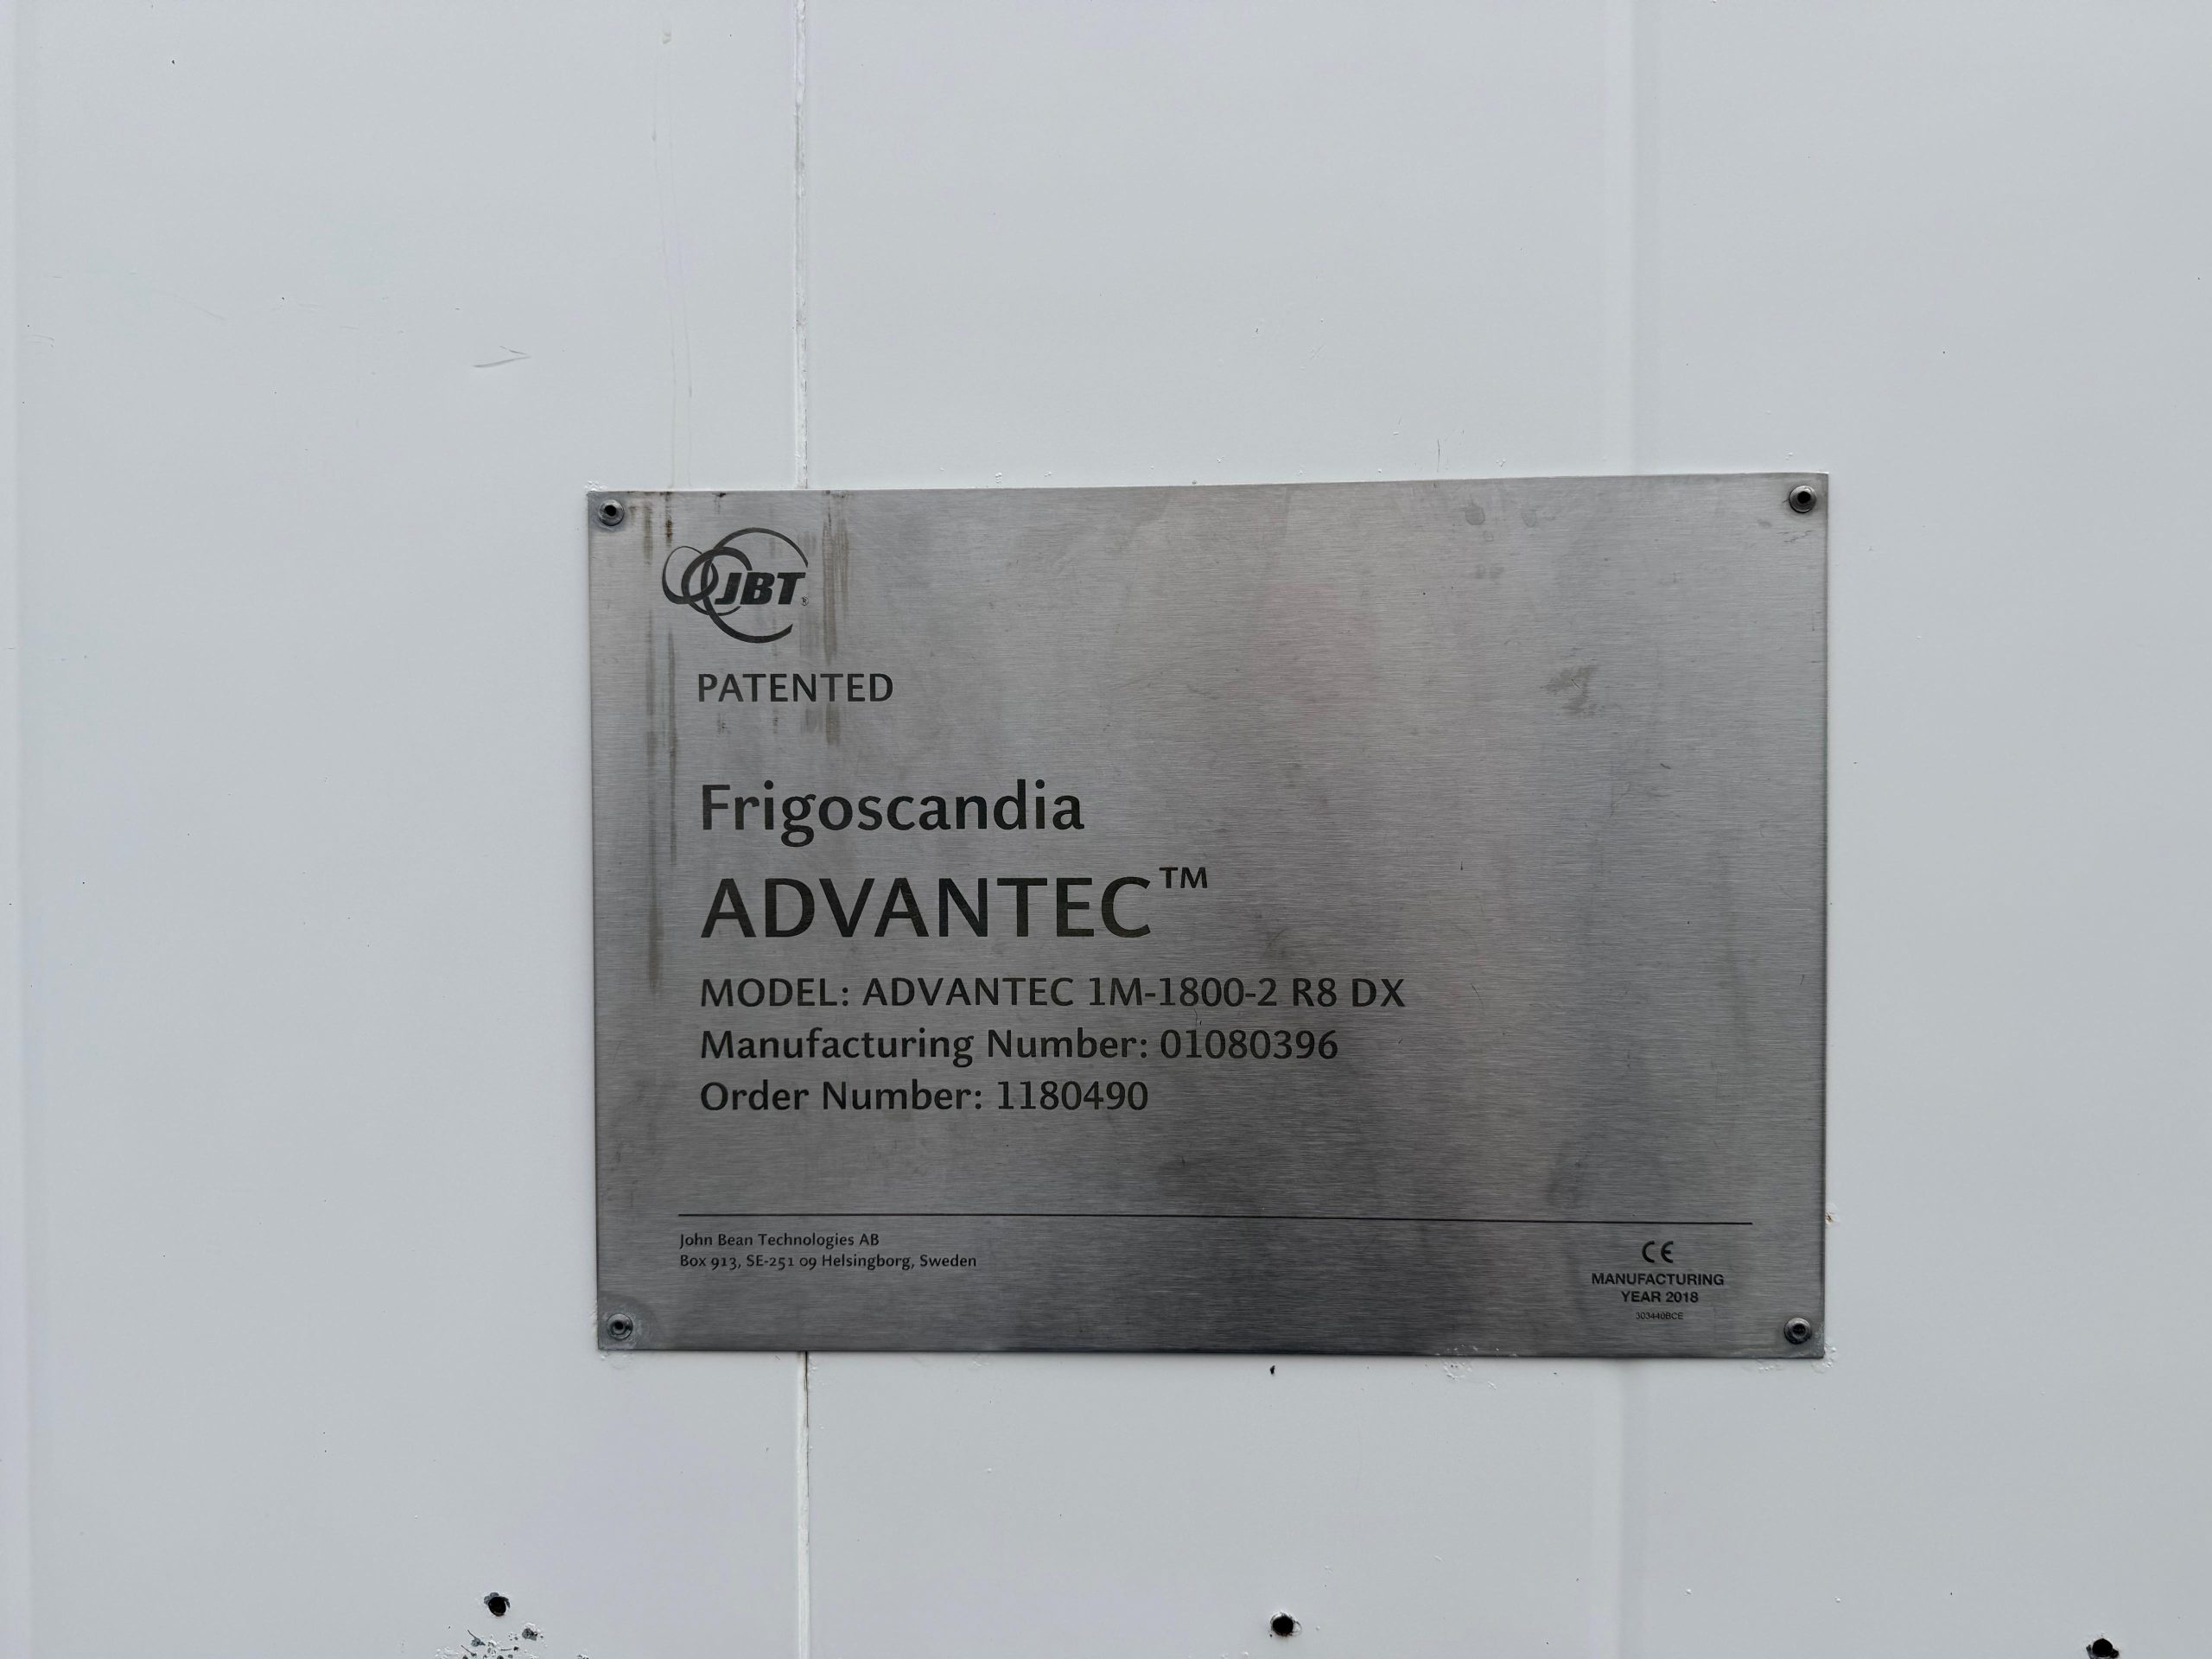 JBT®
PATENTED
Frigoscandia
ADVANTEC™
MODEL: ADVANTEC 1M-1800-2 R8 DX
Manufacturing Number: 01080396
Order Number: 1180490
John Bean Technologies AB
Box 913, SE-251 09 Helsingborg, Sweden
CE
MANUFACTURING
YEAR 2018
303440BCE